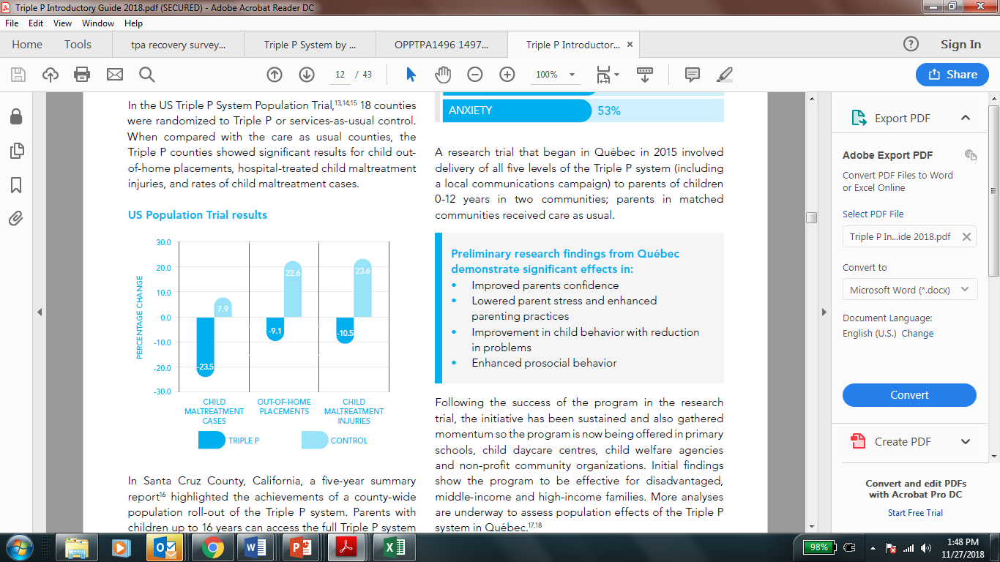 Triple P Introductory Guide 2018.pdf (SECURED) - Adobe Acrobat Reader DC
File Edit View Window Help
Home Tools tpa recovery survey... Triple P System by ... OPPTPA1496 1497... Triple P Introductor... × Sign In
12 / 43 100% Share
In the US Triple P System Population Trial,13,14,15 18 counties
were randomized to Triple P or services-as-usual control.
When compared with the care as usual counties, the
Triple P counties showed significant results for child out-
of-home placements, hospital-treated child maltreatment
injuries, and rates of child maltreatment cases.
US Population Trial results
PERCENTAGE CHANGE
30.0
20.0
10.0
0.0
-10.0
-20.0
-30.0
7.9
22.6
23.6
-23.5
-9.1
-10.5
CHILD
MALTREATMENT
CASES
OUT-OF-HOME
PLACEMENTS
CHILD
MALTREATMENT
INJURIES
TRIPLE P
CONTROL
In Santa Cruz County, California, a five-year summary
report16 highlighted the achievements of a county-wide
population roll-out of the Triple P system. Parents with
children up to 16 years can access the full Triple P system
ANXIETY 53%
A research trial that began in Québec in 2015 involved
delivery of all five levels of the Triple P system (including
a local communications campaign) to parents of children
0-12 years in two communities; parents in matched
communities received care as usual.
Preliminary research findings from Québec
demonstrate significant effects in:
• Improved parents confidence
• Lowered parent stress and enhanced
parenting practices
• Improvement in child behavior with reduction
in problems
• Enhanced prosocial behavior
Following the success of the program in the research
trial, the initiative has been sustained and also gathered
momentum so the program is now being offered in primary
schools, child daycare centres, child welfare agencies
and non-profit community organizations. Initial findings
show the program to be effective for disadvantaged,
middle-income and high-income families. More analyses
are underway to assess population effects of the Triple P
system in Québec.17,18
Export PDF
Adobe Export PDF
Convert PDF Files to Word
or Excel Online
Select PDF File
Triple P In...ide 2018.pdf
Convert to
Microsoft Word (*.docx)
Document Language:
English (U.S.) Change
Convert
Create PDF
Convert and edit PDFs
with Acrobat Pro DC
Start Free Trial
98%
1:48 PM
11/27/2018